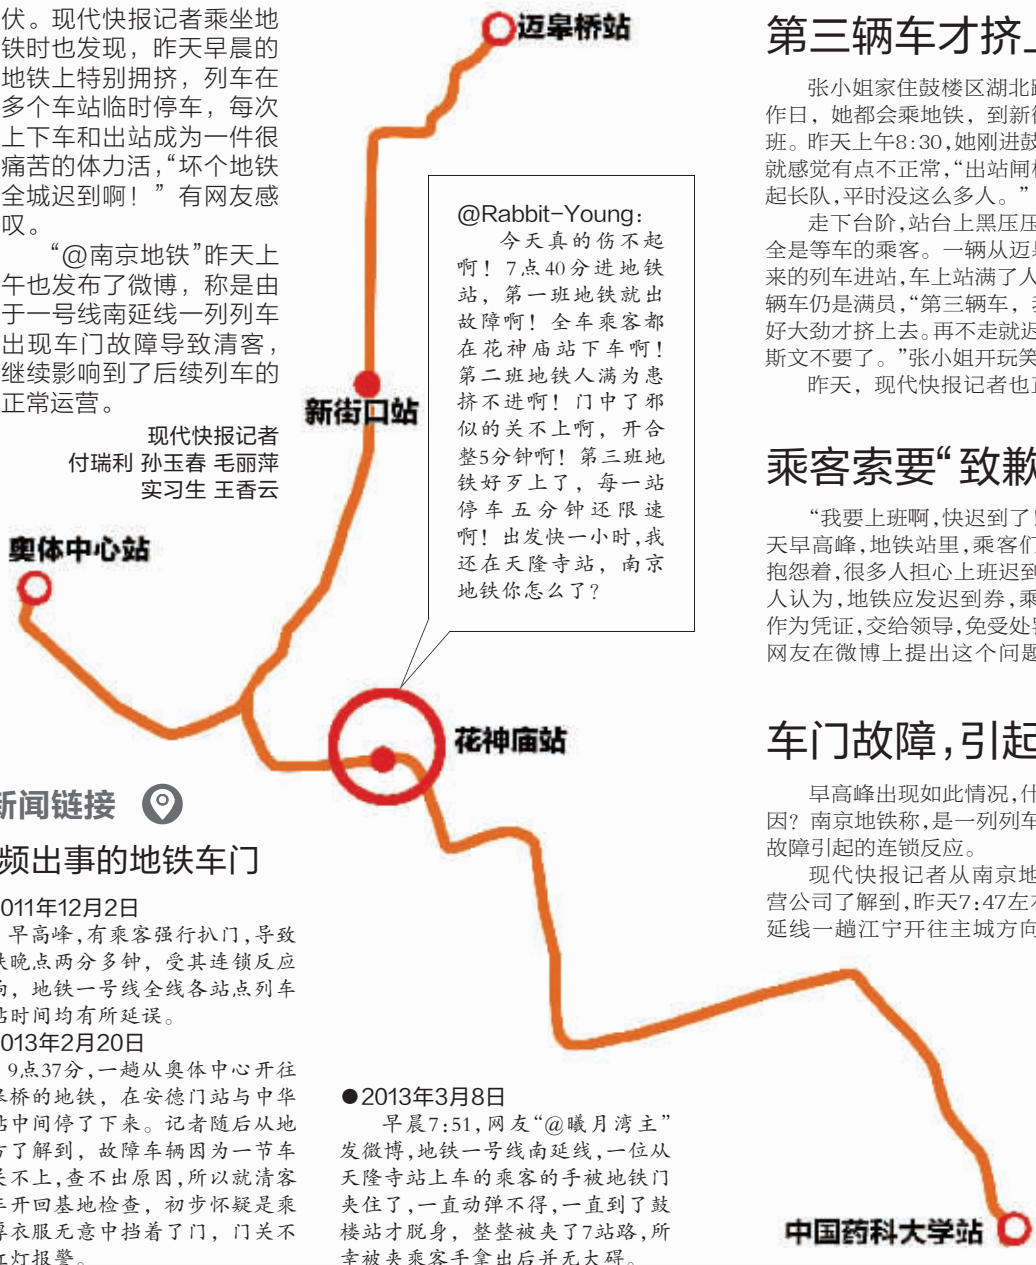 伏。现代快报记者乘坐地
铁时也发现，昨天早晨的
地铁上特别拥挤，列车在
多个车站临时停车，每次
上下车和出站成为一件很
痛苦的体力活，“坏个地铁
全城迟到啊！”有网友感
叹。
“@南京地铁”昨天上
午也发布了微博，称是由
于一号线南延线一列列车
出现车门故障导致清客，
继续影响到了后续列车的
正常运营。
现代快报记者
付瑞利 孙玉春 毛丽萍
实习生 王香云
迈皋桥站
新街口站
奥体中心站
花神庙站
中国药科大学站
@Rabbit-Young：
今天真的伤不起
啊！7点40分进地铁
站，第一班地铁就出
故障啊！全车乘客都
在花神庙站下车啊！
第二班地铁人满为患
挤不进啊！门中了邪
似的关不上啊，开合
整5分钟啊！第三班地
铁好歹上了，每一站
停车五分钟还限速
啊！出发快一小时，我
还在天隆寺站，南京
地铁你怎么了？
新闻链接
频出事的地铁车门
011年12月2日
早高峰，有乘客强行扒门，导致
铁晚点两分多钟，受其连锁反应
响，地铁一号线全线各站点列车
站时间均有所延误。
013年2月20日
9点37分，一趟从奥体中心开往
皋桥的地铁，在安德门站与中华
站中间停了下来。记者随后从地
方了解到，故障车辆因为一节车
关不上，查不出原因，所以就清客
车开回基地检查，初步怀疑是乘
厚衣服无意中挡着了门，门关不
红灯报警。
●2013年3月8日
早晨7:51，网友“@曦月湾主”
发微博，地铁一号线南延线，一位从
天隆寺站上车的乘客的手被地铁门
夹住了，一直动弹不得，一直到了鼓
楼站才脱身，整整被夹了7站路，所
幸被夹乘客手拿出后并无大碍。
第三辆车才挤上
张小姐家住鼓楼区湖北路
作日，她都会乘地铁，到新街
班。昨天上午8:30，她刚进鼓
就感觉有点不正常，“出站闸机
起长队，平时没这么多人。”
走下台阶，站台上黑压压
全是等车的乘客。一辆从迈皋
来的列车进站，车上站满了人
辆车仍是满员，“第三辆车，我
好大劲才挤上去。再不走就迟
斯文不要了。”张小姐开玩笑
昨天，现代快报记者也
乘客索要“致歉
“我要上班啊，快迟到了！
天早高峰，地铁站里，乘客们
抱怨着，很多人担心上班迟到
人认为，地铁应发迟到券，乘
作为凭证，交给领导，免受处罚
网友在微博上提出这个问题
车门故障，引起
早高峰出现如此情况，什
因？南京地铁称，是一列列车
故障引起的连锁反应。
现代快报记者从南京地
营公司了解到，昨天7:47左右
延线一趟江宁开往主城方向